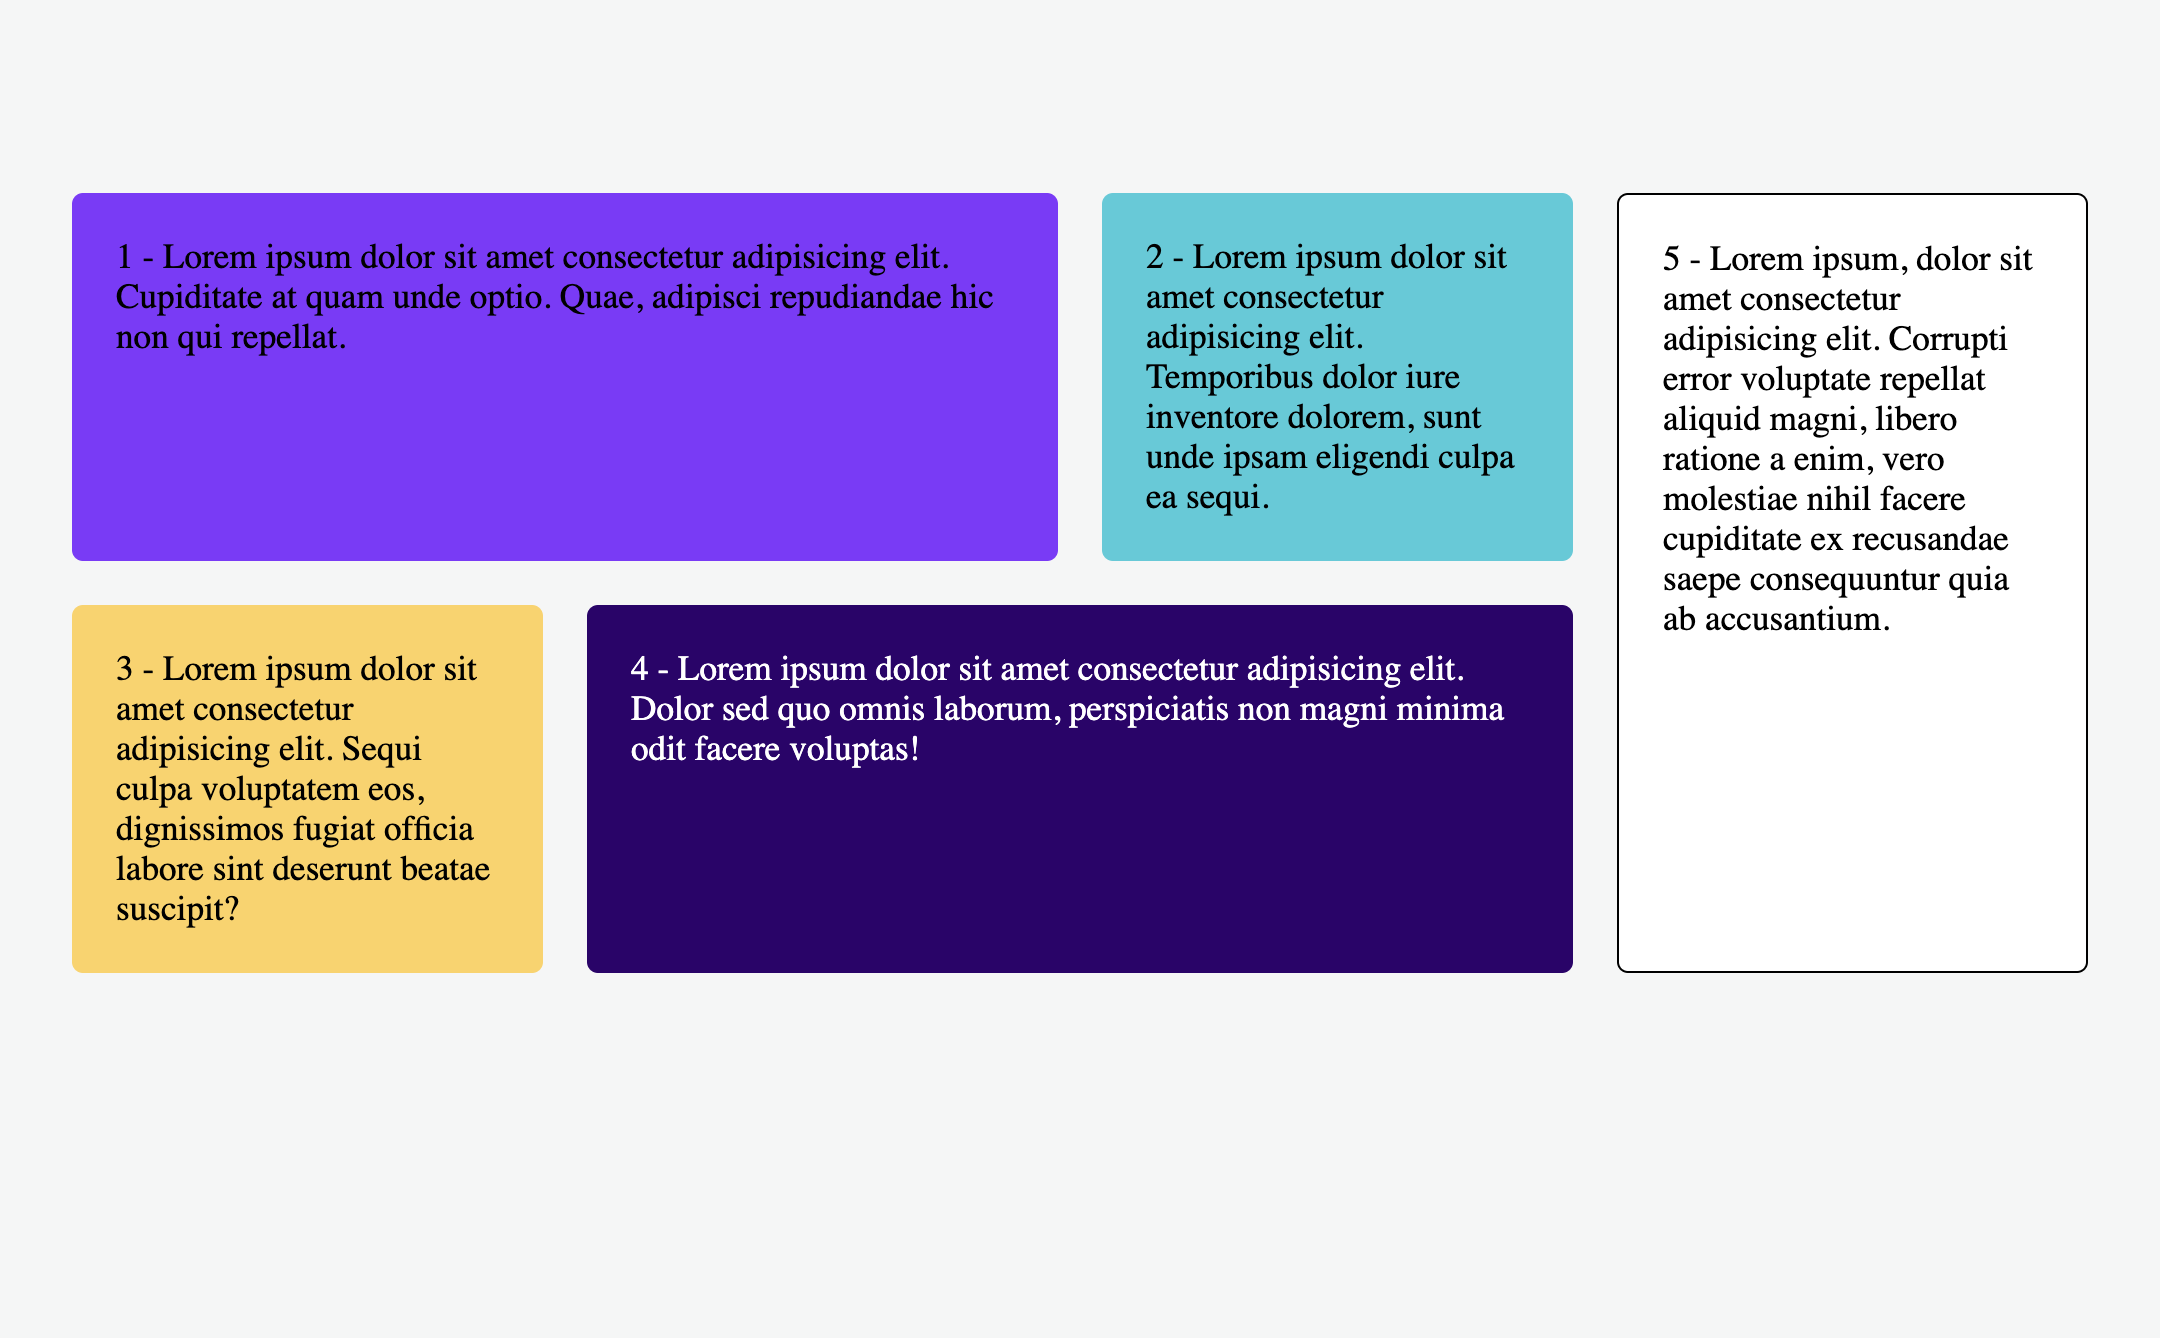 1 - Lorem ipsum dolor sit amet consectetur adipisicing elit.
Cupiditate at quam unde optio. Quae, adipisci repudiandae hic
non qui repellat.
2 - Lorem ipsum dolor sit
amet consectetur
adipisicing elit.
Temporibus dolor iure
inventore dolorem, sunt
unde ipsam eligendi culpa
ea sequi.
3 - Lorem ipsum dolor sit
amet consectetur
adipisicing elit. Sequi
culpa voluptatem eos,
dignissimos fugiat officia
labore sint deserunt beatae
suscipit?
4 - Lorem ipsum dolor sit amet consectetur adipisicing elit.
Dolor sed quo omnis laborum, perspiciatis non magni minima
odit facere voluptas!
5 - Lorem ipsum, dolor sit
amet consectetur
adipisicing elit. Corrupti
error voluptate repellat
aliquid magni, libero
ratione a enim, vero
molestiae nihil facere
cupiditate ex recusandae
saepe consequuntur quia
ab accusantium.